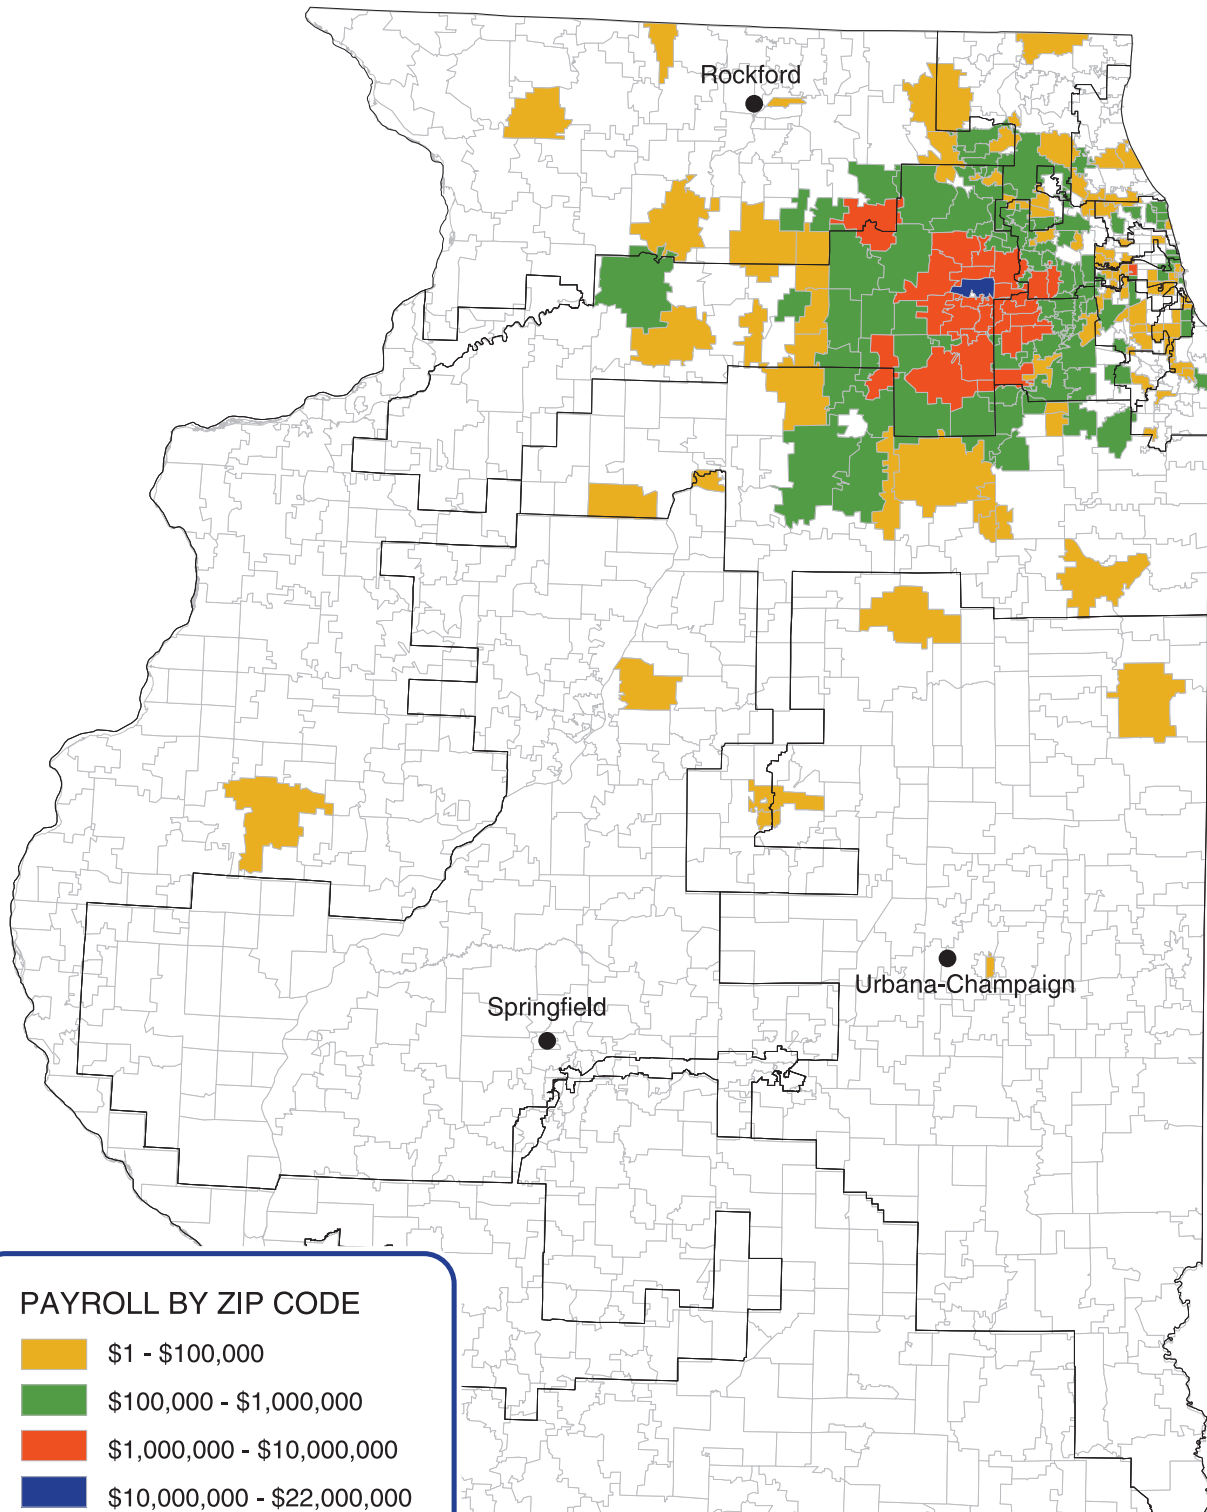 Rockford
Urbana-Champaign
Springfield
PAYROLL BY ZIP CODE
$1 - $100,000
$100,000 - $1,000,000
$1,000,000 - $10,000,000
$10,000,000 - $22,000,000